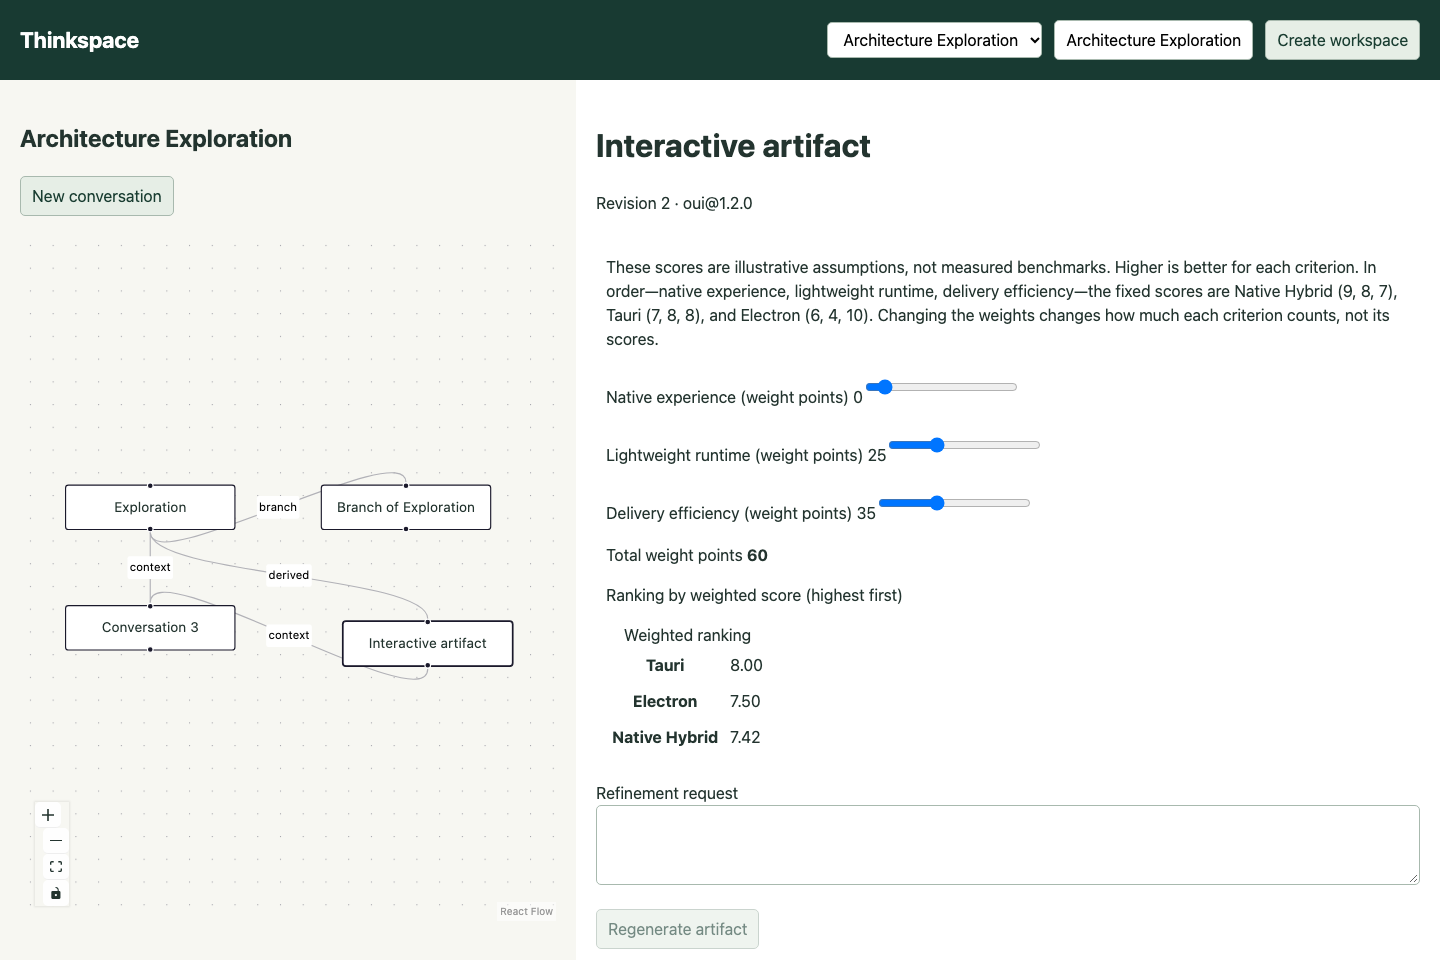 Thinkspace
Architecture Exploration
Architecture Exploration
Create workspace
Architecture Exploration
New conversation
Exploration
branch
Branch of Exploration
context
derived
Conversation 3
context
Interactive artifact
React Flow
Interactive artifact
Revision 2 · oui@1.2.0
These scores are illustrative assumptions, not measured benchmarks. Higher is better for each criterion. In
order—native experience, lightweight runtime, delivery efficiency—the fixed scores are Native Hybrid (9, 8, 7),
Tauri (7, 8, 8), and Electron (6, 4, 10). Changing the weights changes how much each criterion counts, not its
scores.
Native experience (weight points) 0
Lightweight runtime (weight points) 25
Delivery efficiency (weight points) 35
Total weight points 60
Ranking by weighted score (highest first)
Weighted ranking
Tauri 8.00
Electron 7.50
Native Hybrid 7.42
Refinement request
Regenerate artifact